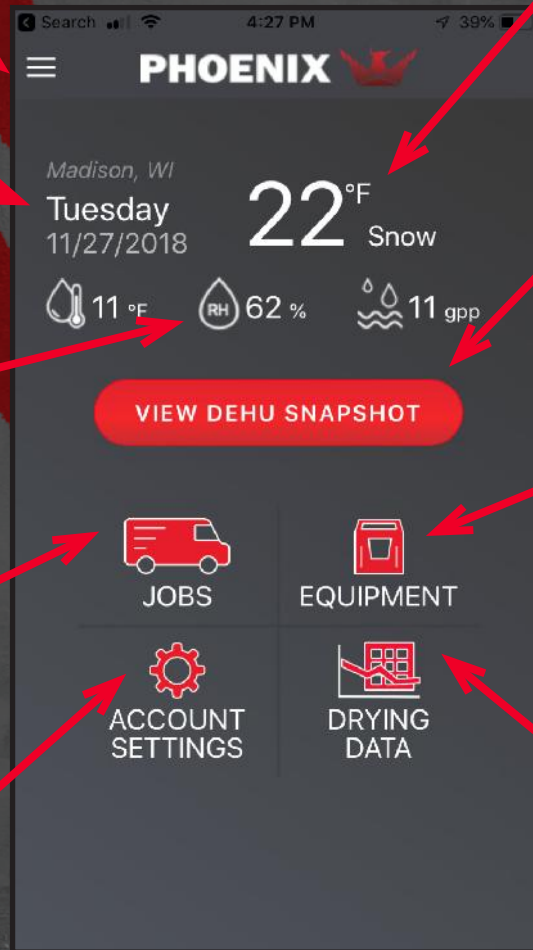 Search 4:27 PM 39%
PHOENIX
Madison, WI
Tuesday
11/27/2018
22 °F
Snow
11 °F RH 62 % 11 gpp
VIEW DEHU SNAPSHOT
JOBS EQUIPMENT
ACCOUNT SETTINGS
DRYING DATA